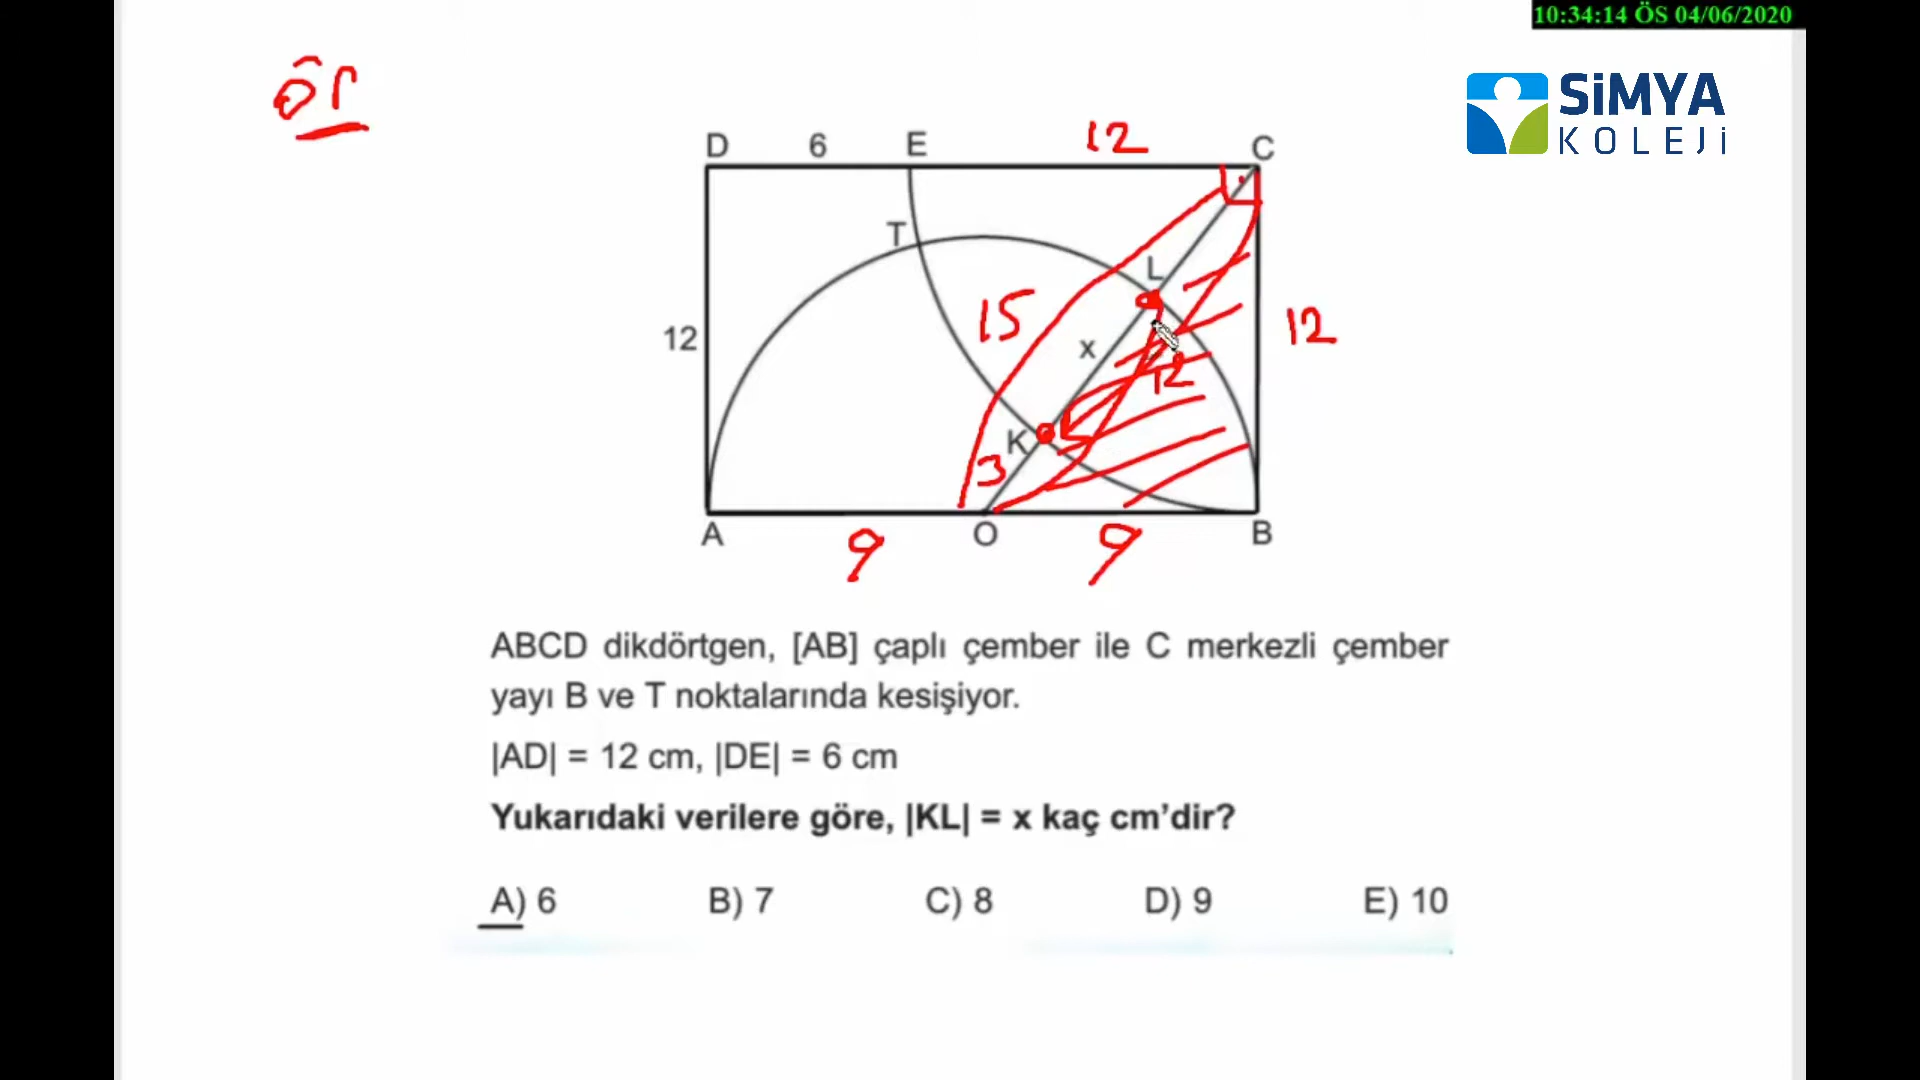 10:34:14 ÖS 04/06/2020
ÖR
SiMYA
KOLEJi
D 6 E 12 C
T
L
15
12
x
12
12
K
3
A O B
9 9
ABCD dikdörtgen, [AB] çaplı çember ile C merkezli çember
yayı B ve T noktalarında kesişiyor.
|AD| = 12 cm, |DE| = 6 cm
Yukarıdaki verilere göre, |KL| = x kaç cm'dir?
A) 6 B) 7 C) 8 D) 9 E) 10